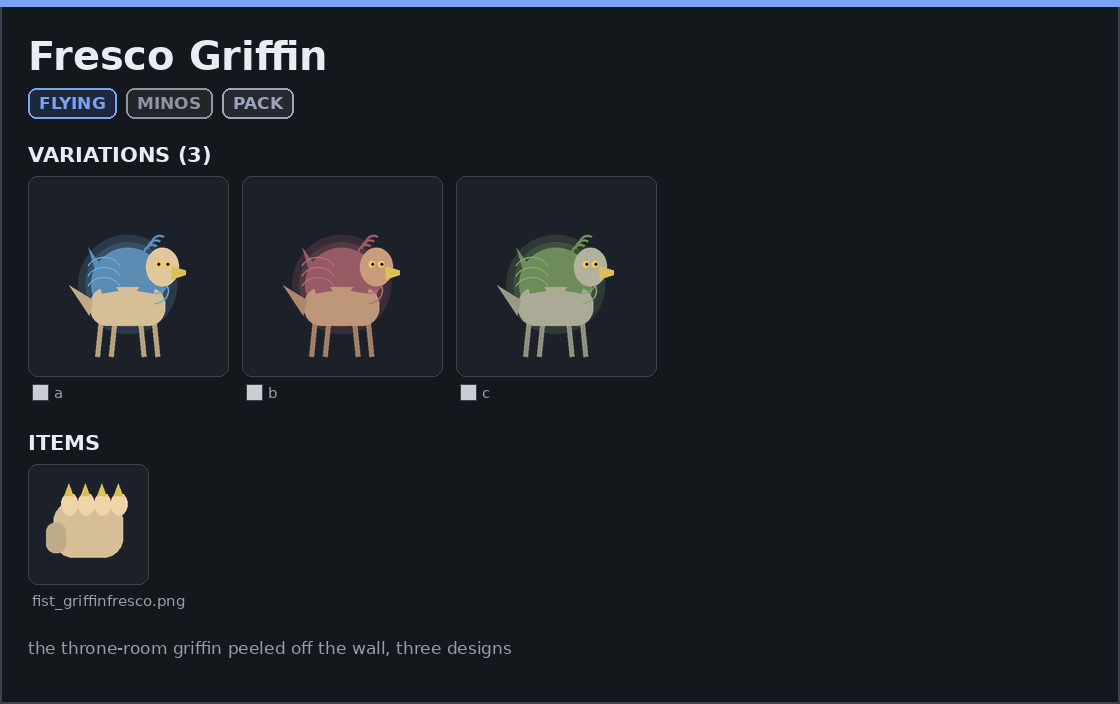 Fresco Griffin
FLYING MINOS PACK
VARIATIONS (3)
a b c
ITEMS
fist_griffinfresco.png
the throne-room griffin peeled off the wall, three designs